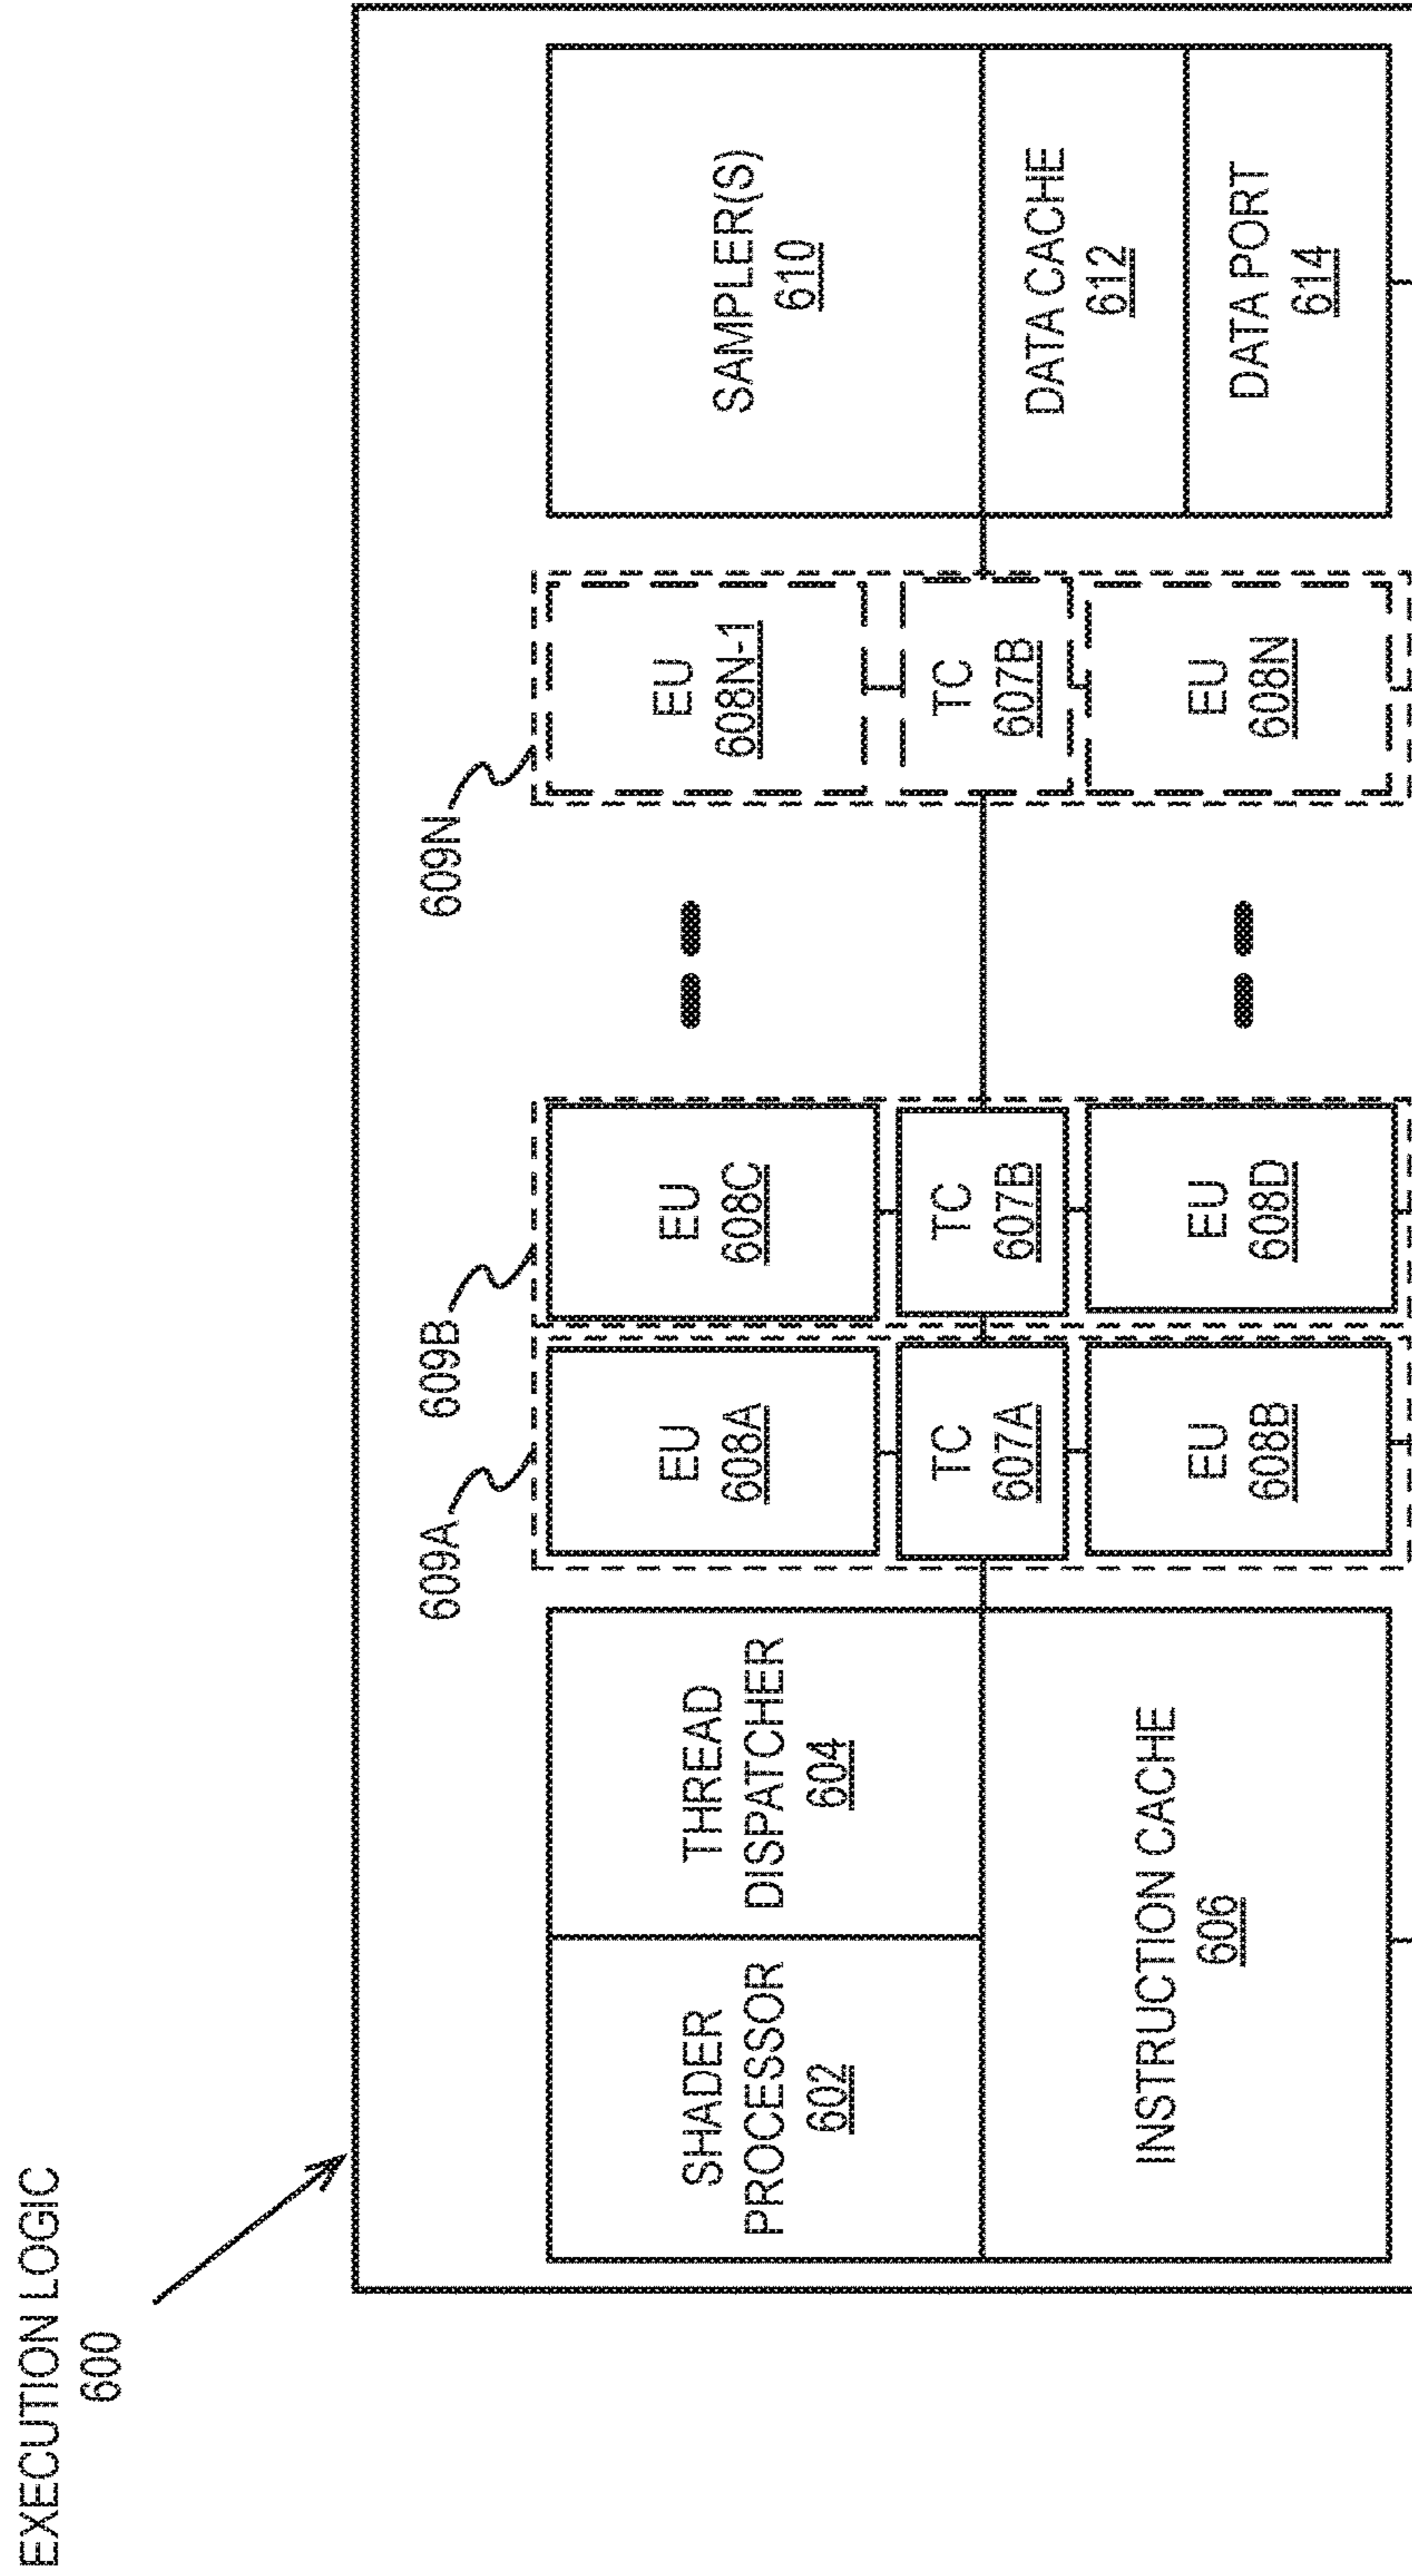 EXECUTION LOGIC
600
609A
609B
609N
SHADER
PROCESSOR
602
THREAD
DISPATCHER
604
INSTRUCTION CACHE
606
EU
608A
TC
607A
EU
608B
EU
608C
TC
607B
EU
608D
EU
608N-1
TC
607B
EU
608N
SAMPLER(S)
610
DATA CACHE
612
DATA PORT
614